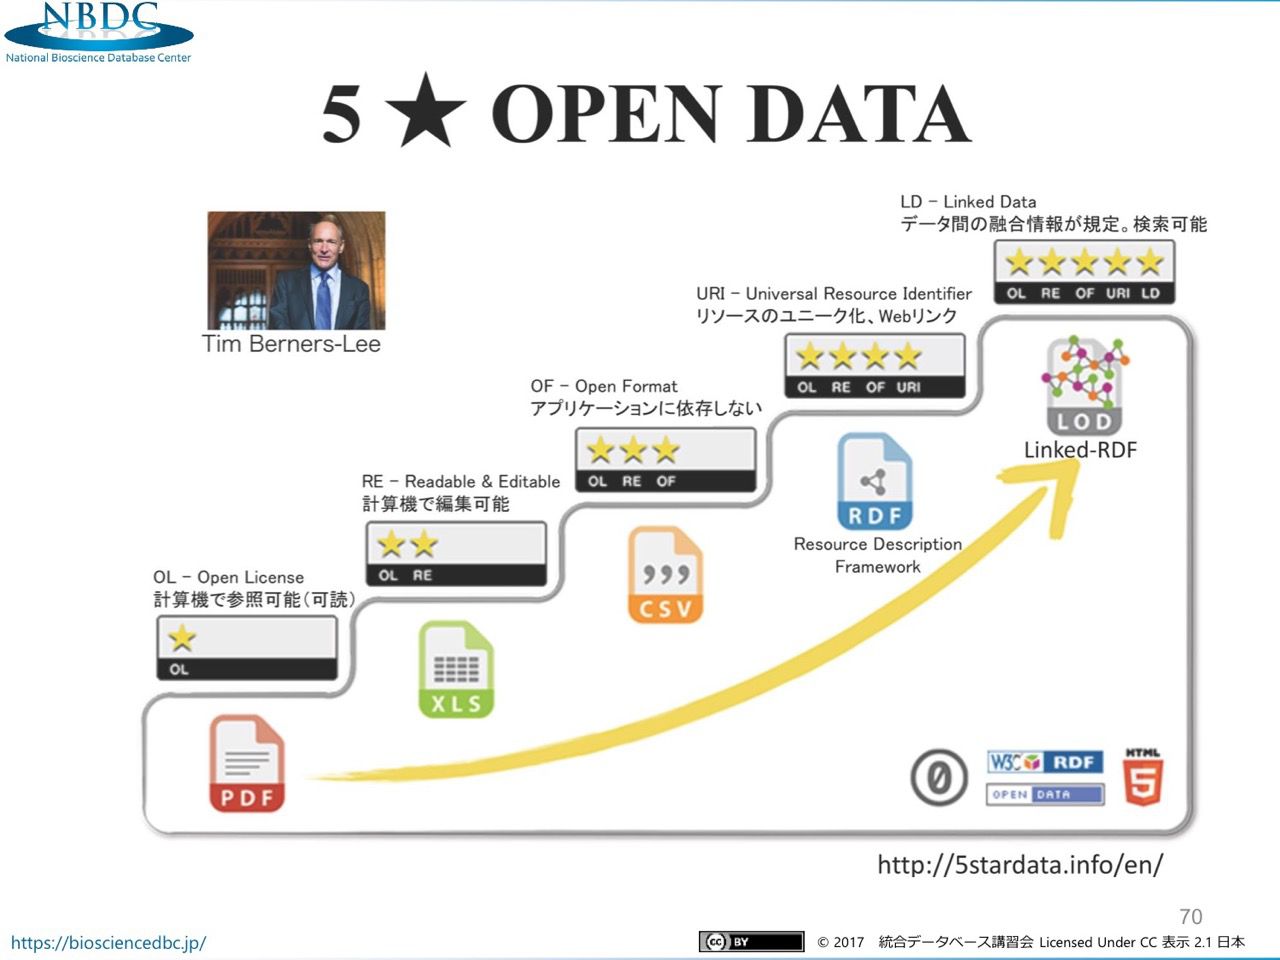 NBDC
National Bioscience Database Center
5 ★ OPEN DATA
Tim Berners-Lee
LD - Linked Data
データ間の融合情報が規定。検索可能
OL RE OF URI LD
LOD
Linked-RDF
URI - Universal Resource Identifier
リソースのユニーク化、Webリンク
OL RE OF URI
RDF
Resource Description
Framework
OF - Open Format
アプリケーションに依存しない
OL RE OF
,,,
CSV
RE - Readable & Editable
計算機で編集可能
OL RE
XLS
OL - Open License
計算機で参照可能(可読)
OL
PDF
0
W3C RDF
OPEN DATA
HTML
5
http://5stardata.info/en/
70
https://biosciencedbc.jp/
cc BY
© 2017 統合データベース講習会 Licensed Under CC 表示 2.1 日本